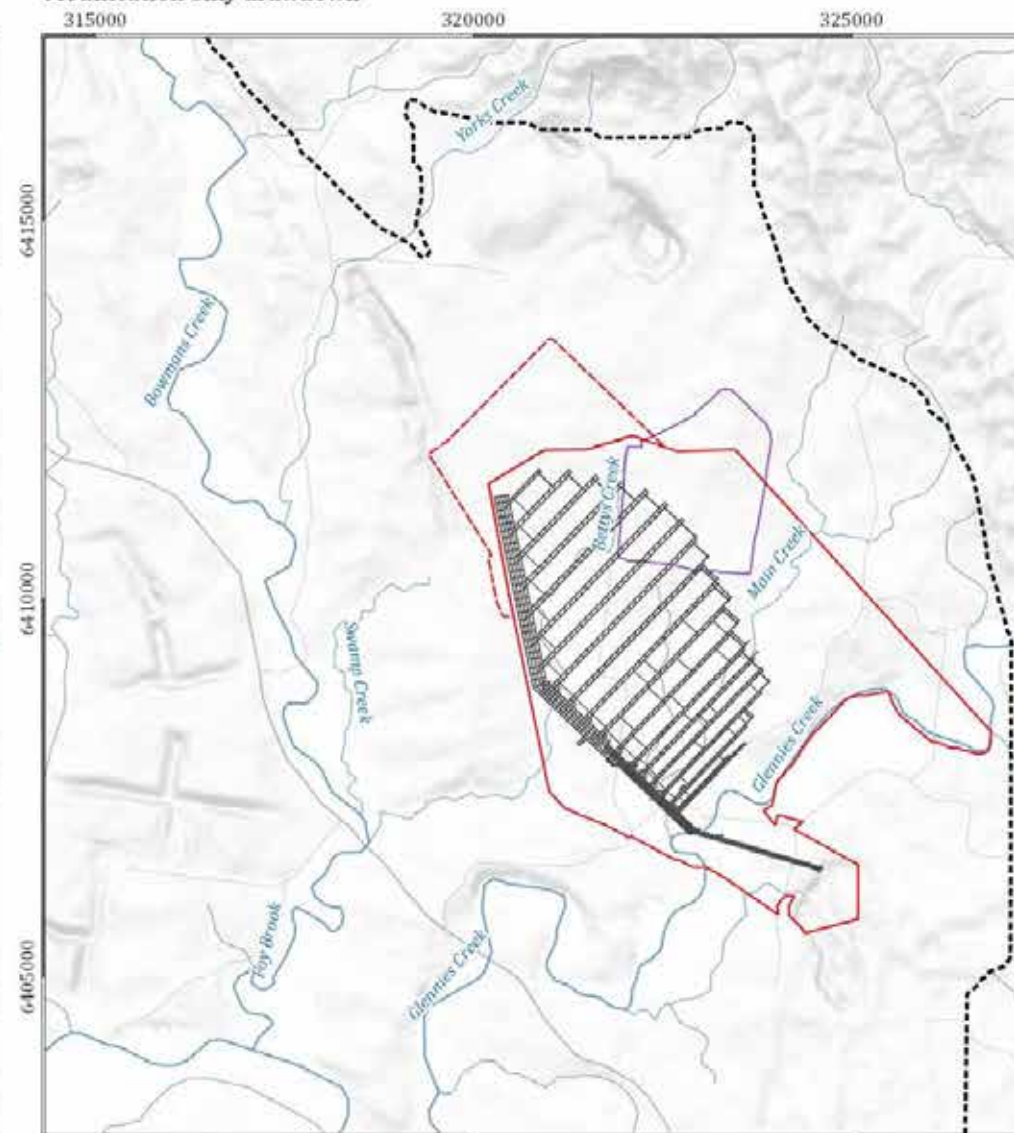 315000
320000
325000
6415000
6410000
6405000
Yorks Creek
Bowmans Creek
Bettys Creek
Main Creek
Swamp Creek
Glennies Creek
Foy Brook
Glennies Creek